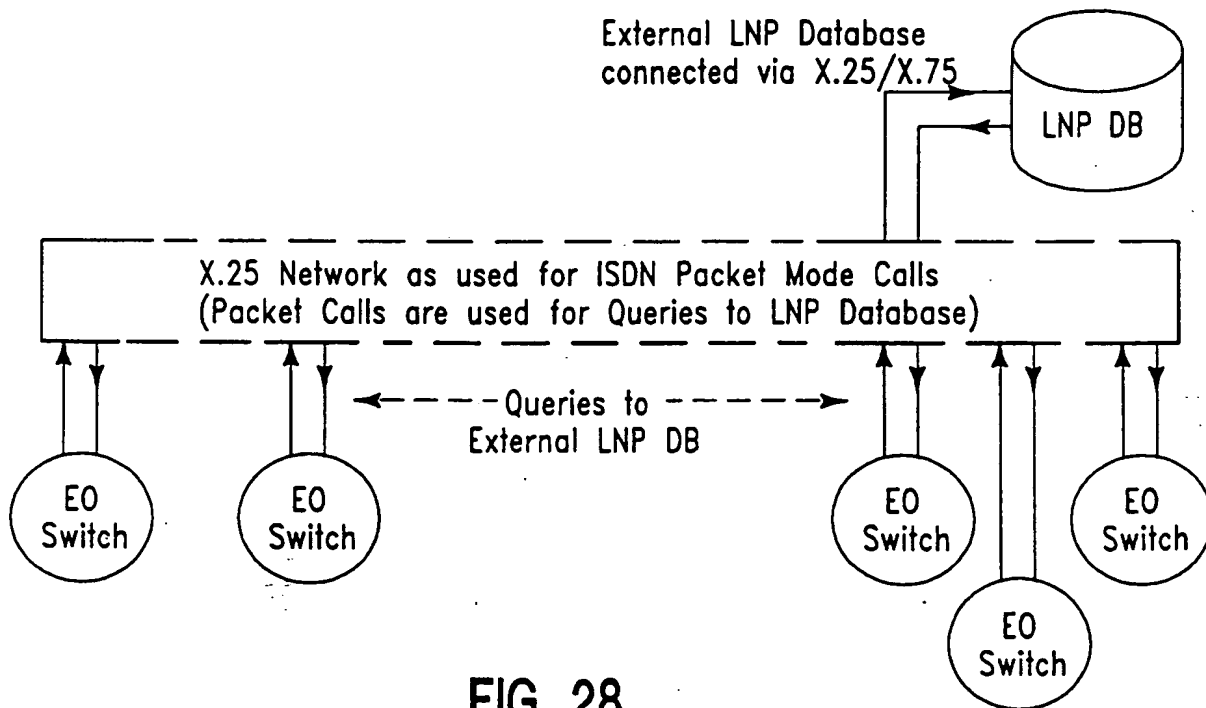 External LNP Database
connected via X.25/X.75
LNP DB
X.25 Network as used for ISDN Packet Mode Calls
(Packet Calls are used for Queries to LNP Database)
Queries to
External LNP DB
EO
Switch
EO
Switch
EO
Switch
EO
Switch
EO
Switch
FIG. 28